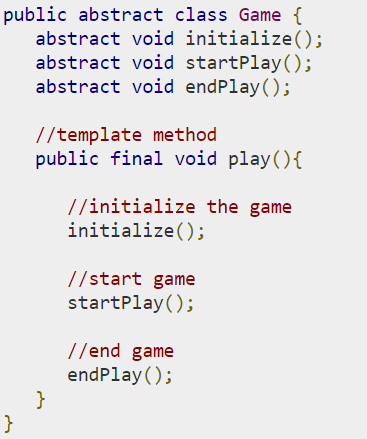 public abstract class Game {
   abstract void initialize();
   abstract void startPlay();
   abstract void endPlay();

   //template method
   public final void play(){

      //initialize the game
      initialize();

      //start game
      startPlay();

      //end game
      endPlay();
   }
}